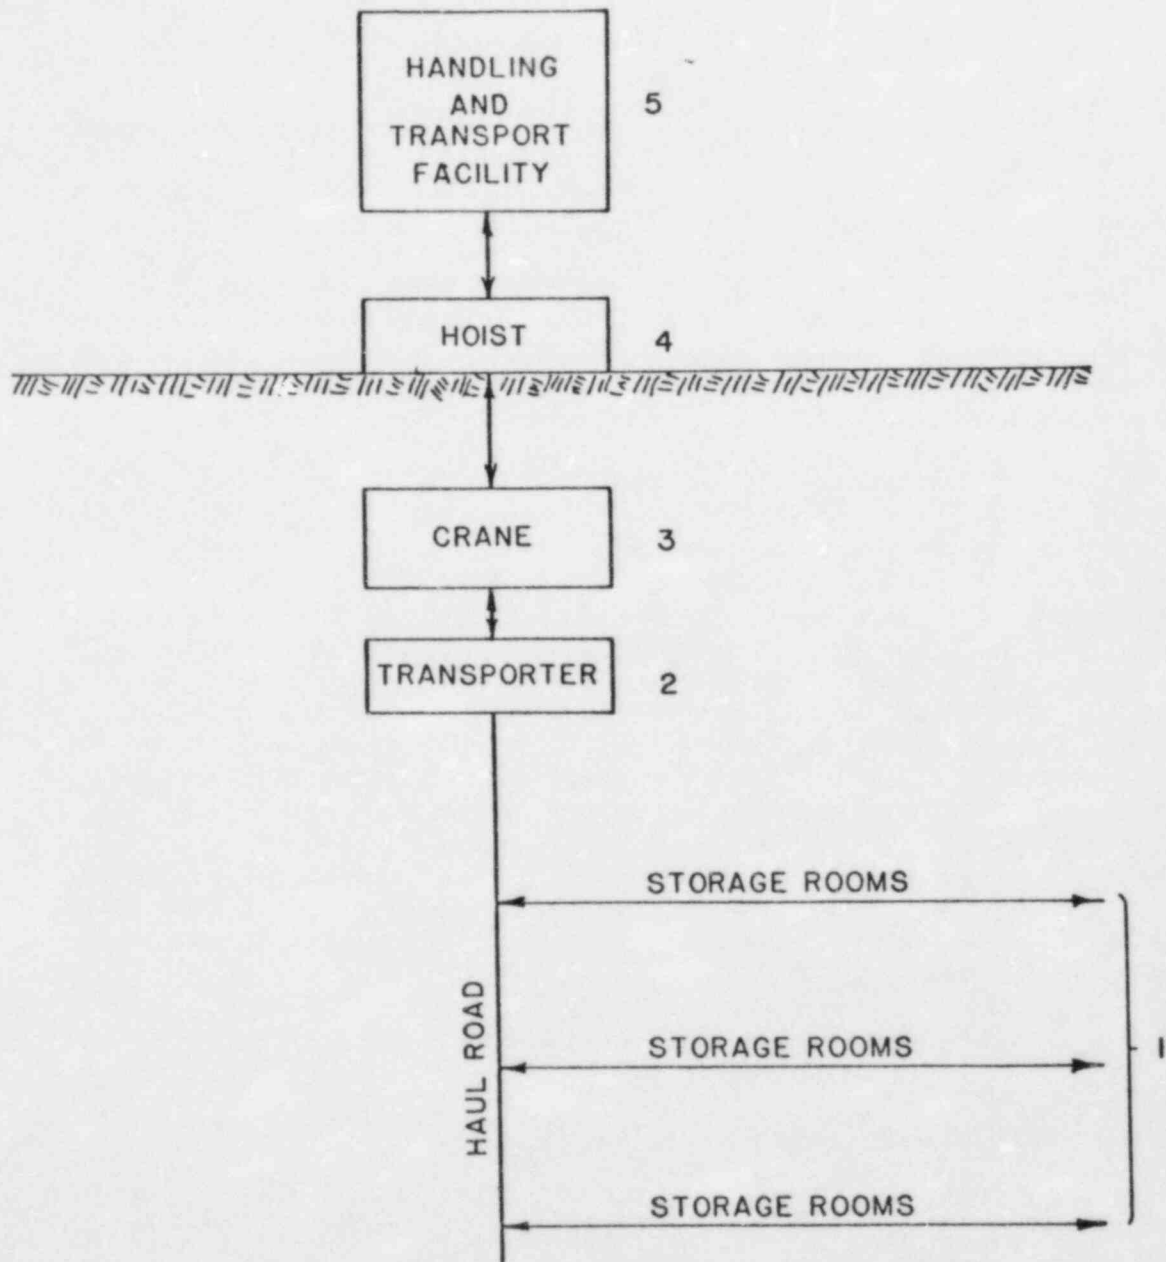 HANDLING
AND
TRANSPORT
FACILITY
5
HOIST
4
CRANE
3
TRANSPORTER
2
STORAGE ROOMS
HAUL ROAD
STORAGE ROOMS
1
STORAGE ROOMS